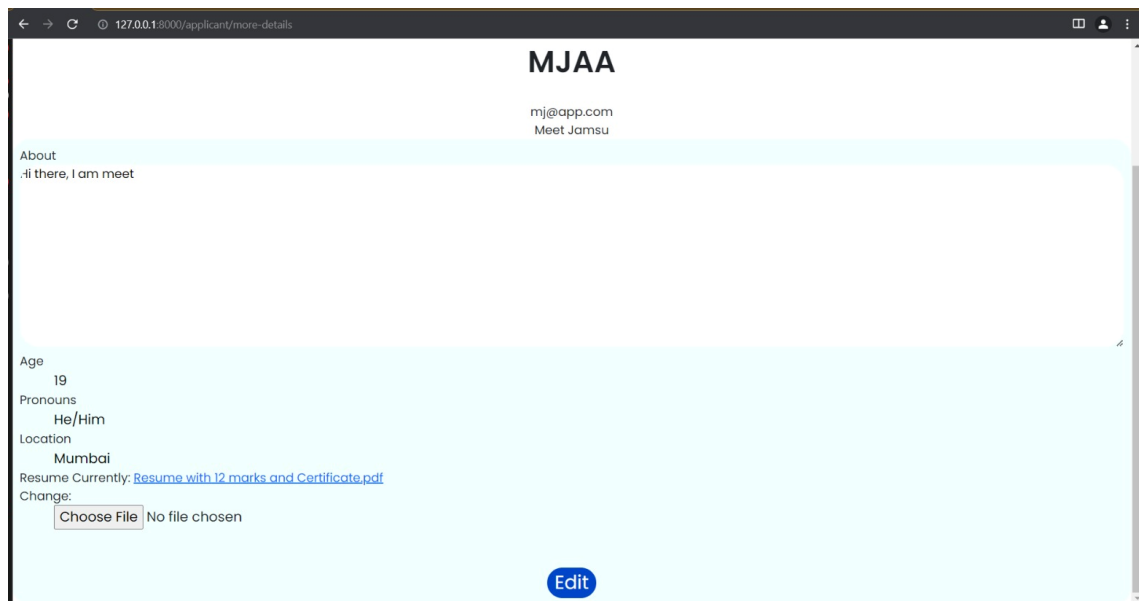 127.0.0.1:8000/applicant/more-details
MJAA
mj@app.com
Meet Jamsu
About
Hi there, I am meet
Age
19
Pronouns
He/Him
Location
Mumbai
Resume Currently: Resume with 12 marks and Certificate.pdf
Change:
Choose File No file chosen
Edit